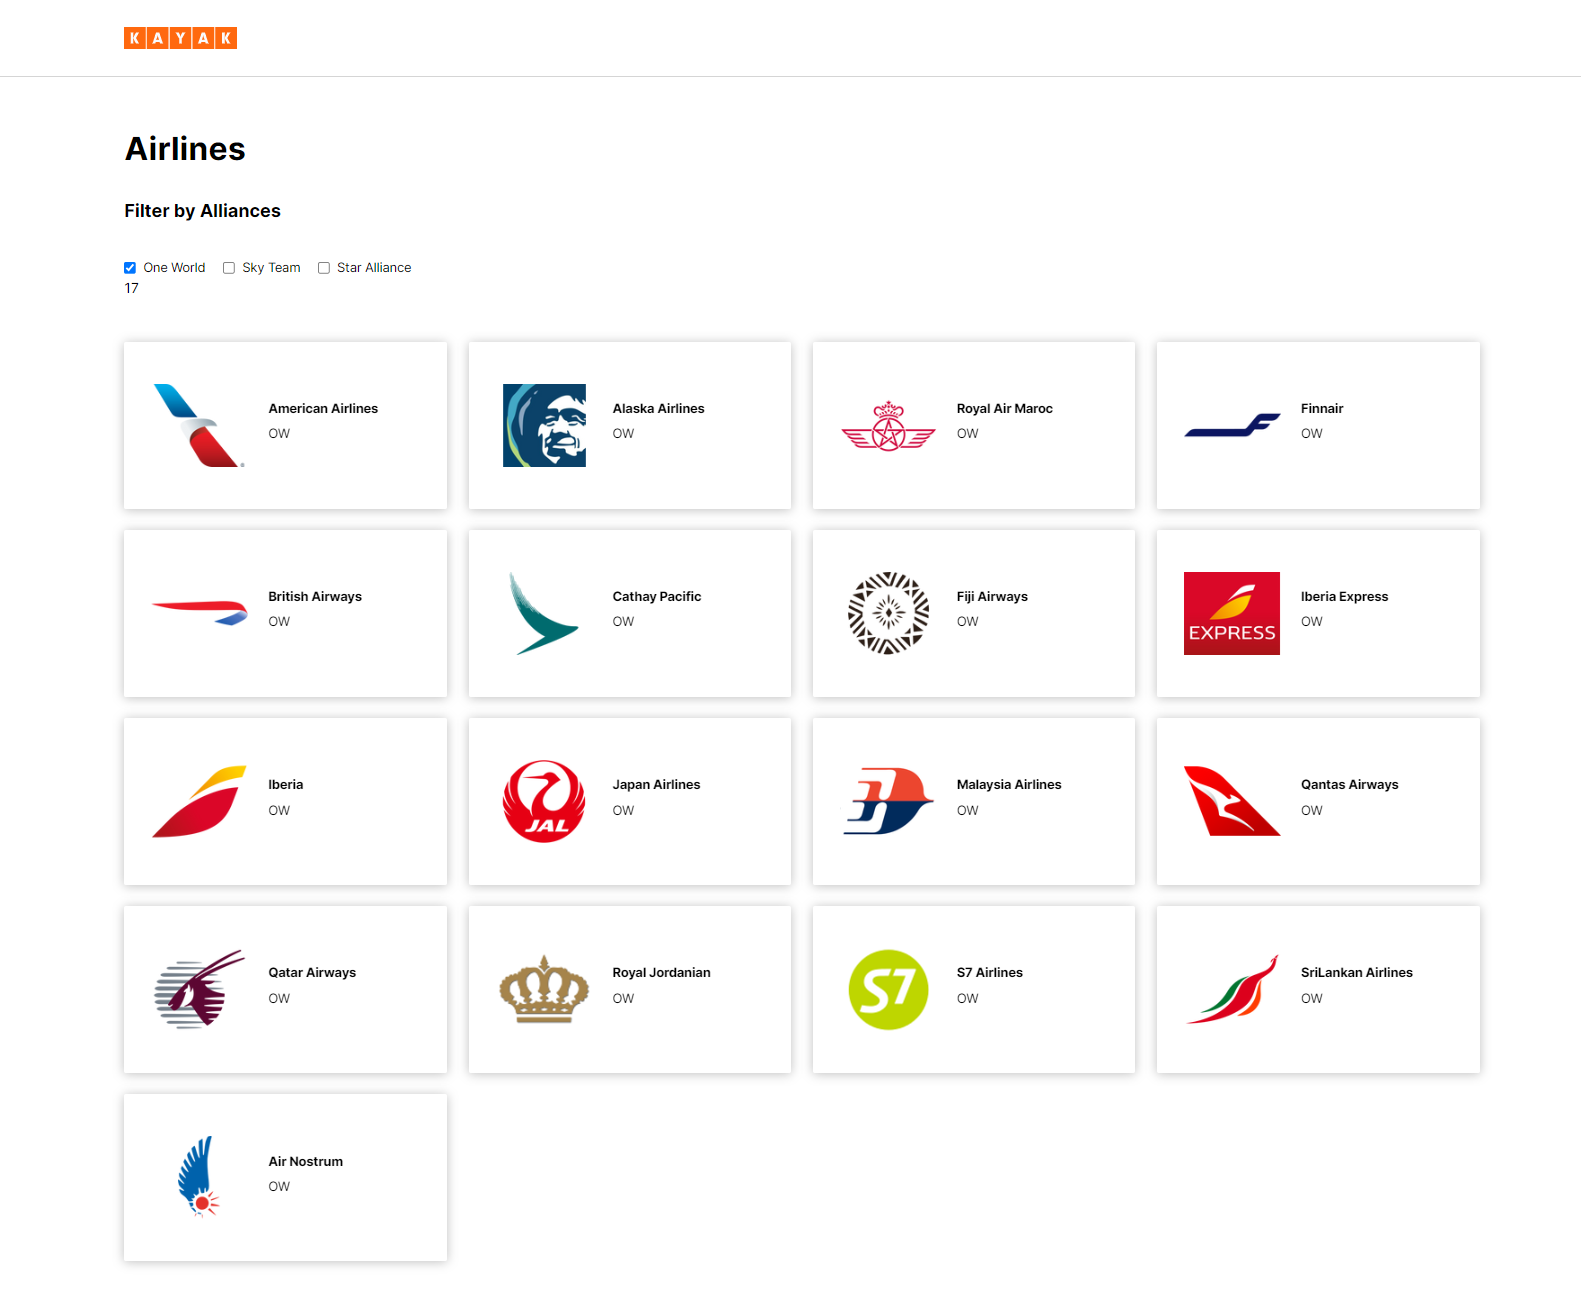 KAYAK
Airlines
Filter by Alliances
One World Sky Team Star Alliance
17
American Airlines
OW
Alaska Airlines
OW
Royal Air Maroc
OW
Finnair
OW
British Airways
OW
Cathay Pacific
OW
Fiji Airways
OW
EXPRESS
Iberia Express
OW
Iberia
OW
JAL
Japan Airlines
OW
Malaysia Airlines
OW
Qantas Airways
OW
Qatar Airways
OW
Royal Jordanian
OW
S7
S7 Airlines
OW
SriLankan Airlines
OW
Air Nostrum
OW